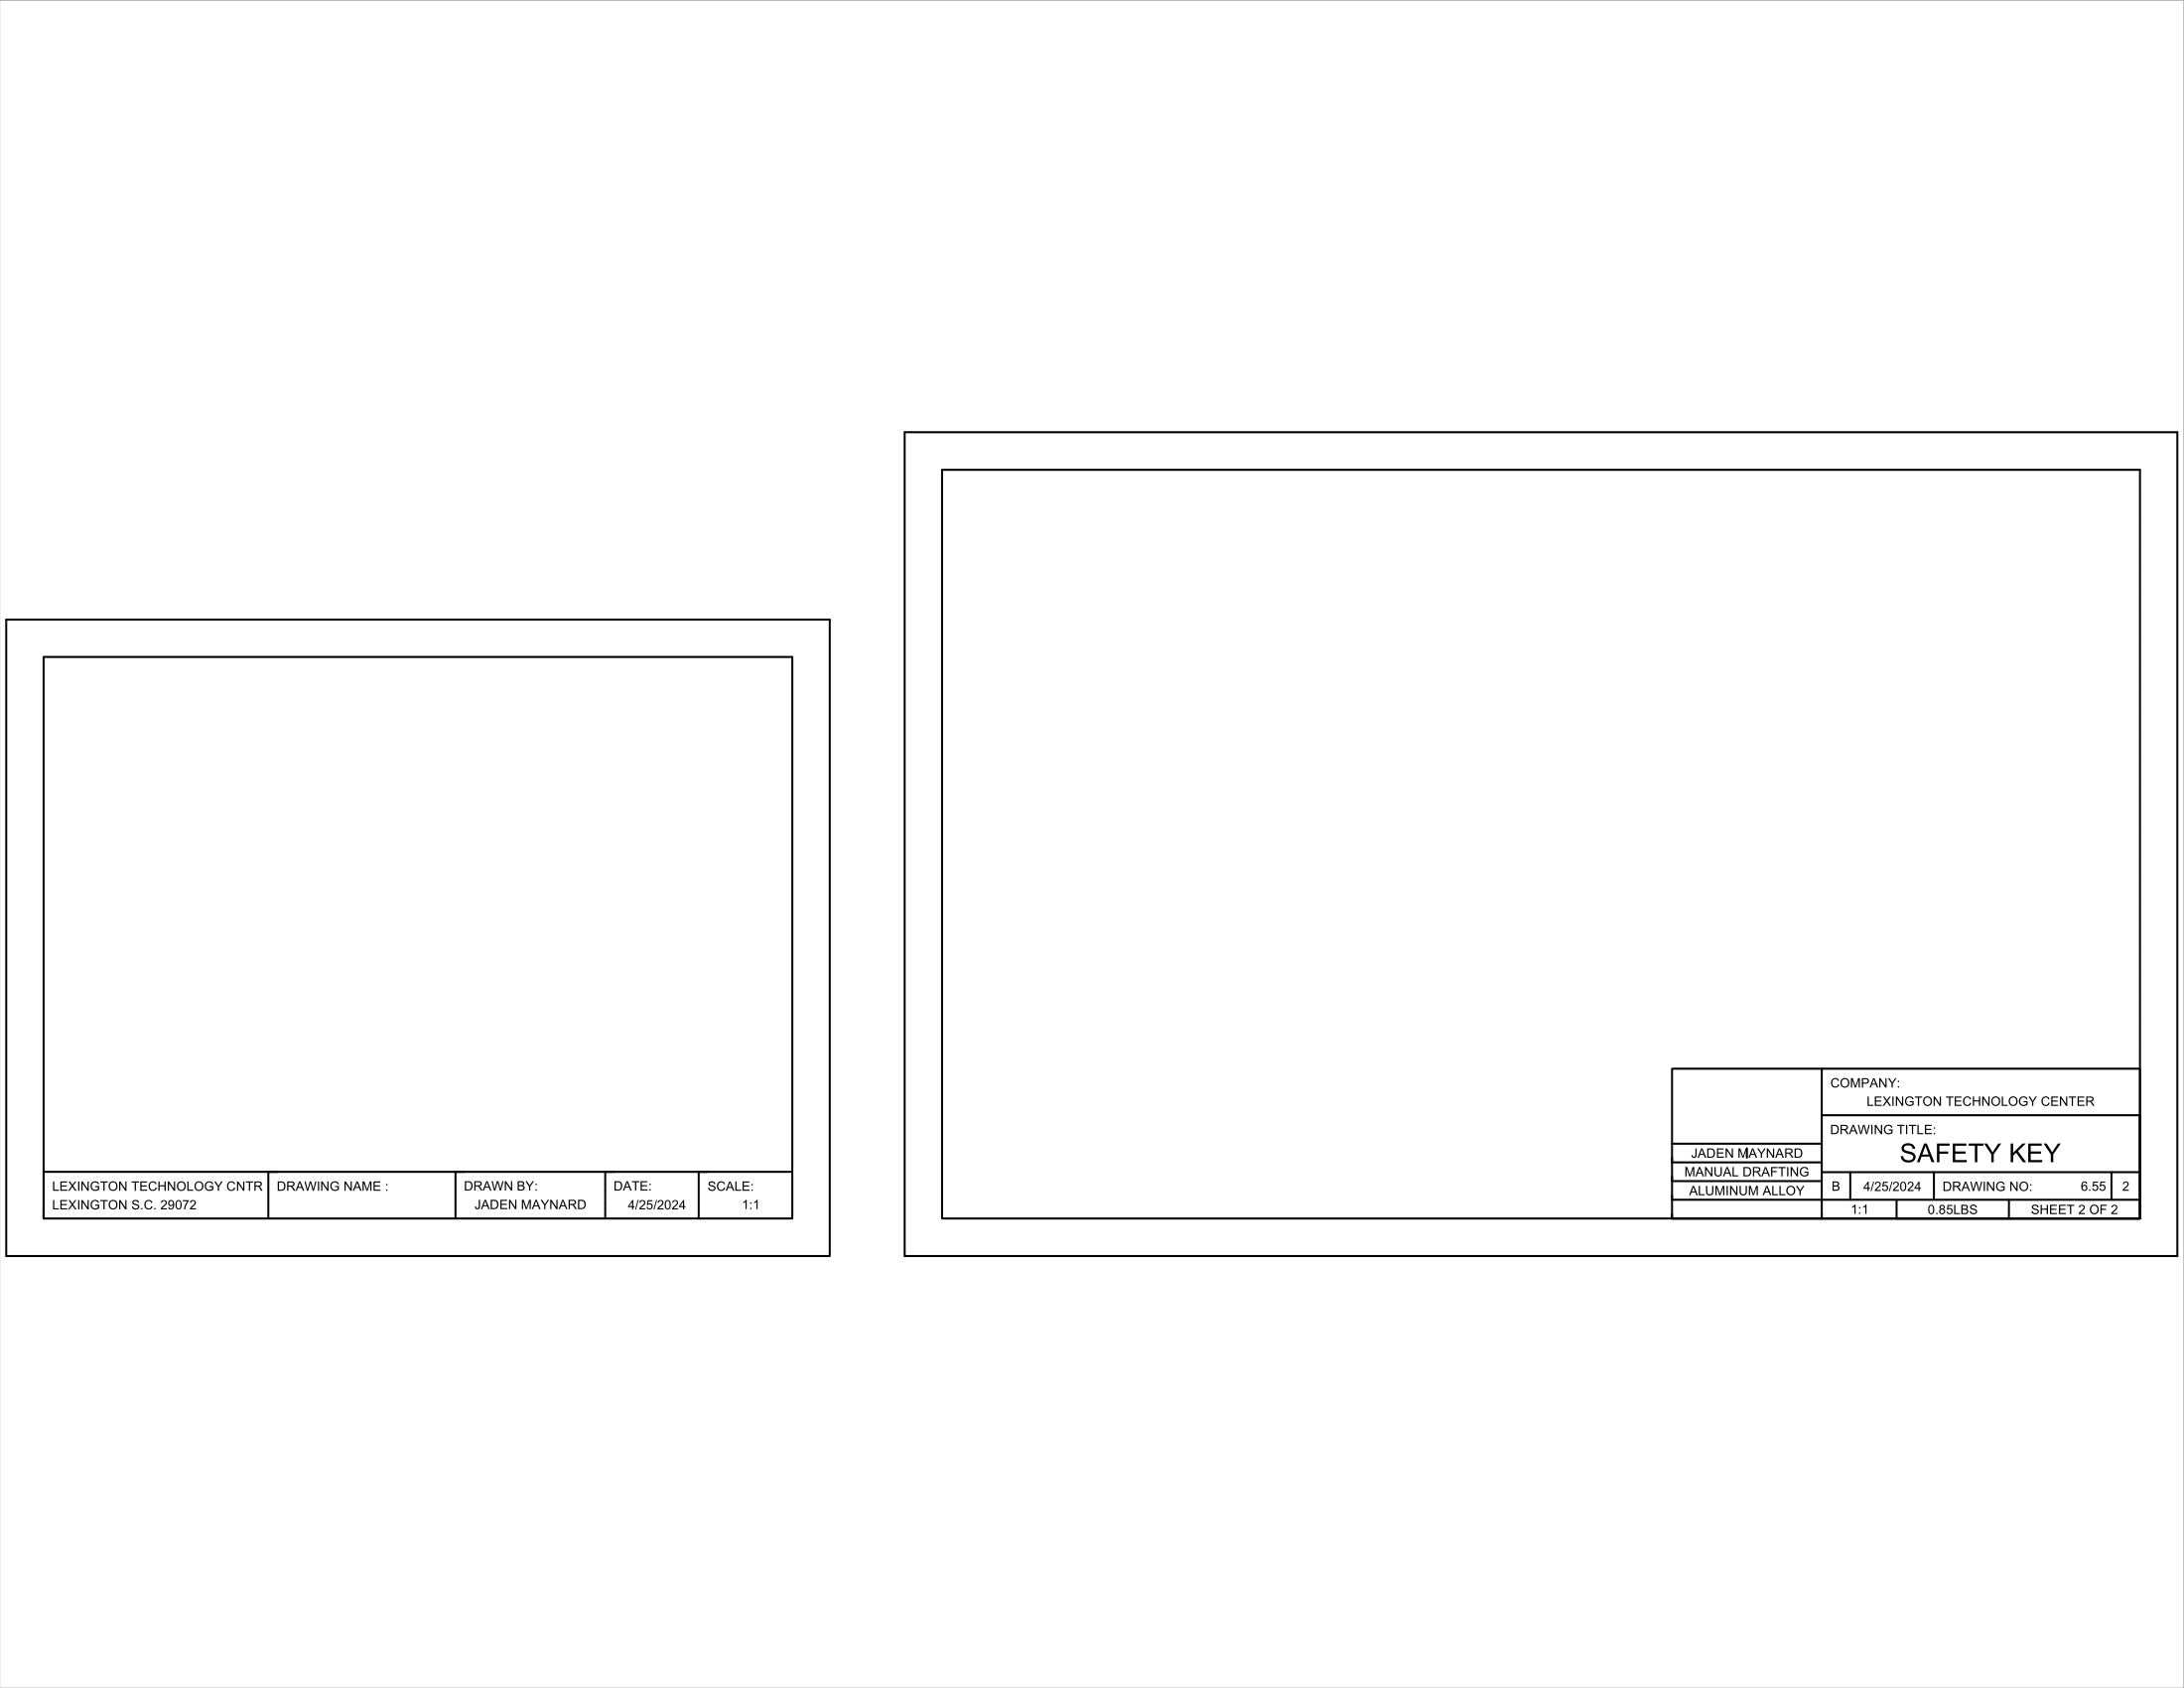 LEXINGTON TECHNOLOGY CNTR
LEXINGTON S.C. 29072
DRAWING NAME :
DRAWN BY:
JADEN MAYNARD
DATE:
4/25/2024
SCALE:
1:1
JADEN MAYNARD
MANUAL DRAFTING
ALUMINUM ALLOY
COMPANY:
LEXINGTON TECHNOLOGY CENTER
DRAWING TITLE:
SAFETY KEY
B 4/25/2024 DRAWING NO: 6.55 2
1:1 0.85LBS SHEET 2 OF 2